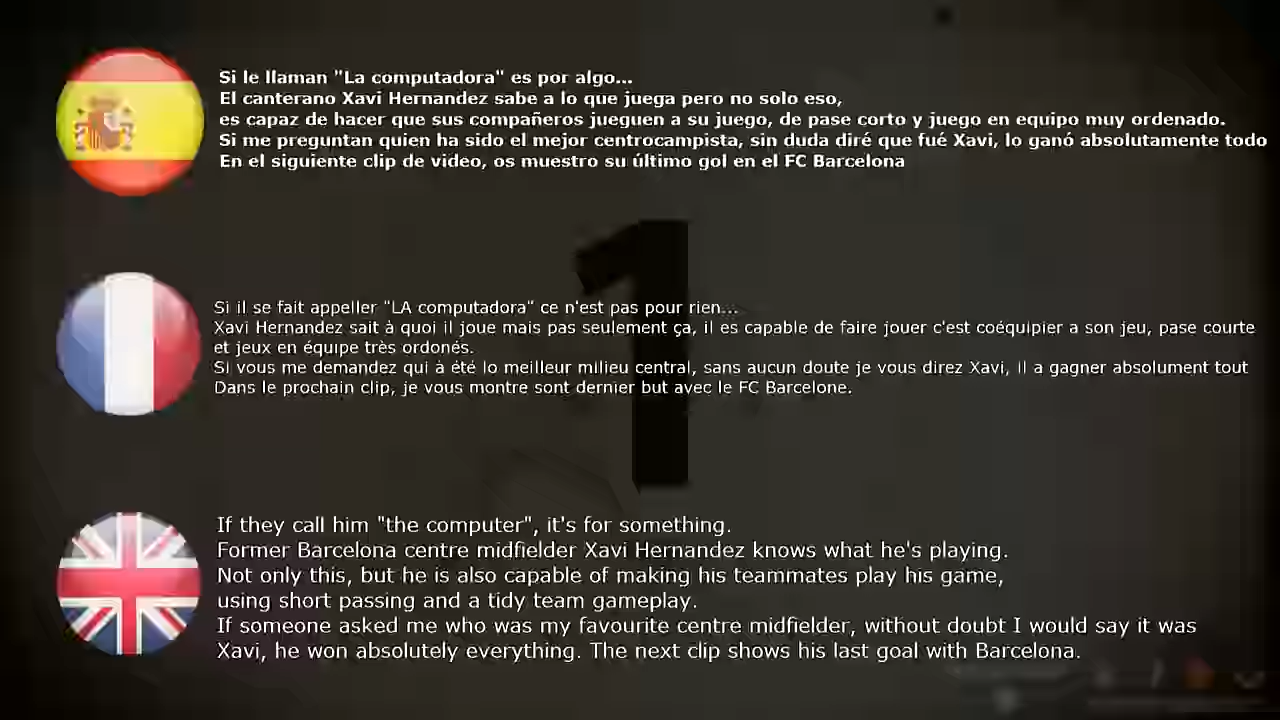 Si le llaman "La computadora" es por algo...
El canterano Xavi Hernandez sabe a lo que juega pero no solo eso,
es capaz de hacer que sus compañeros jueguen a su juego, de pase corto y juego en equipo muy ordenado.
Si me preguntan quien ha sido el mejor centrocampista, sin duda diré que fué Xavi, lo ganó absolutamente todo
En el siguiente clip de video, os muestro su último gol en el FC Barcelona
Si il se fait appeller "LA computadora" ce n'est pas pour rien...
Xavi Hernandez sait à quoi il joue mais pas seulement ça, il es capable de faire jouer c'est coéquipier a son jeu, pase courte
et jeux en équipe très ordonés.
Si vous me demandez qui à été lo meilleur milieu central, sans aucun doute je vous direz Xavi, il a gagner absolument tout
Dans le prochain clip, je vous montre sont dernier but avec le FC Barcelone.
1
If they call him "the computer", it's for something.
Former Barcelona centre midfielder Xavi Hernandez knows what he's playing.
Not only this, but he is also capable of making his teammates play his game,
using short passing and a tidy team gameplay.
If someone asked me who was my favourite centre midfielder, without doubt I would say it was
Xavi, he won absolutely everything. The next clip shows his last goal with Barcelona.